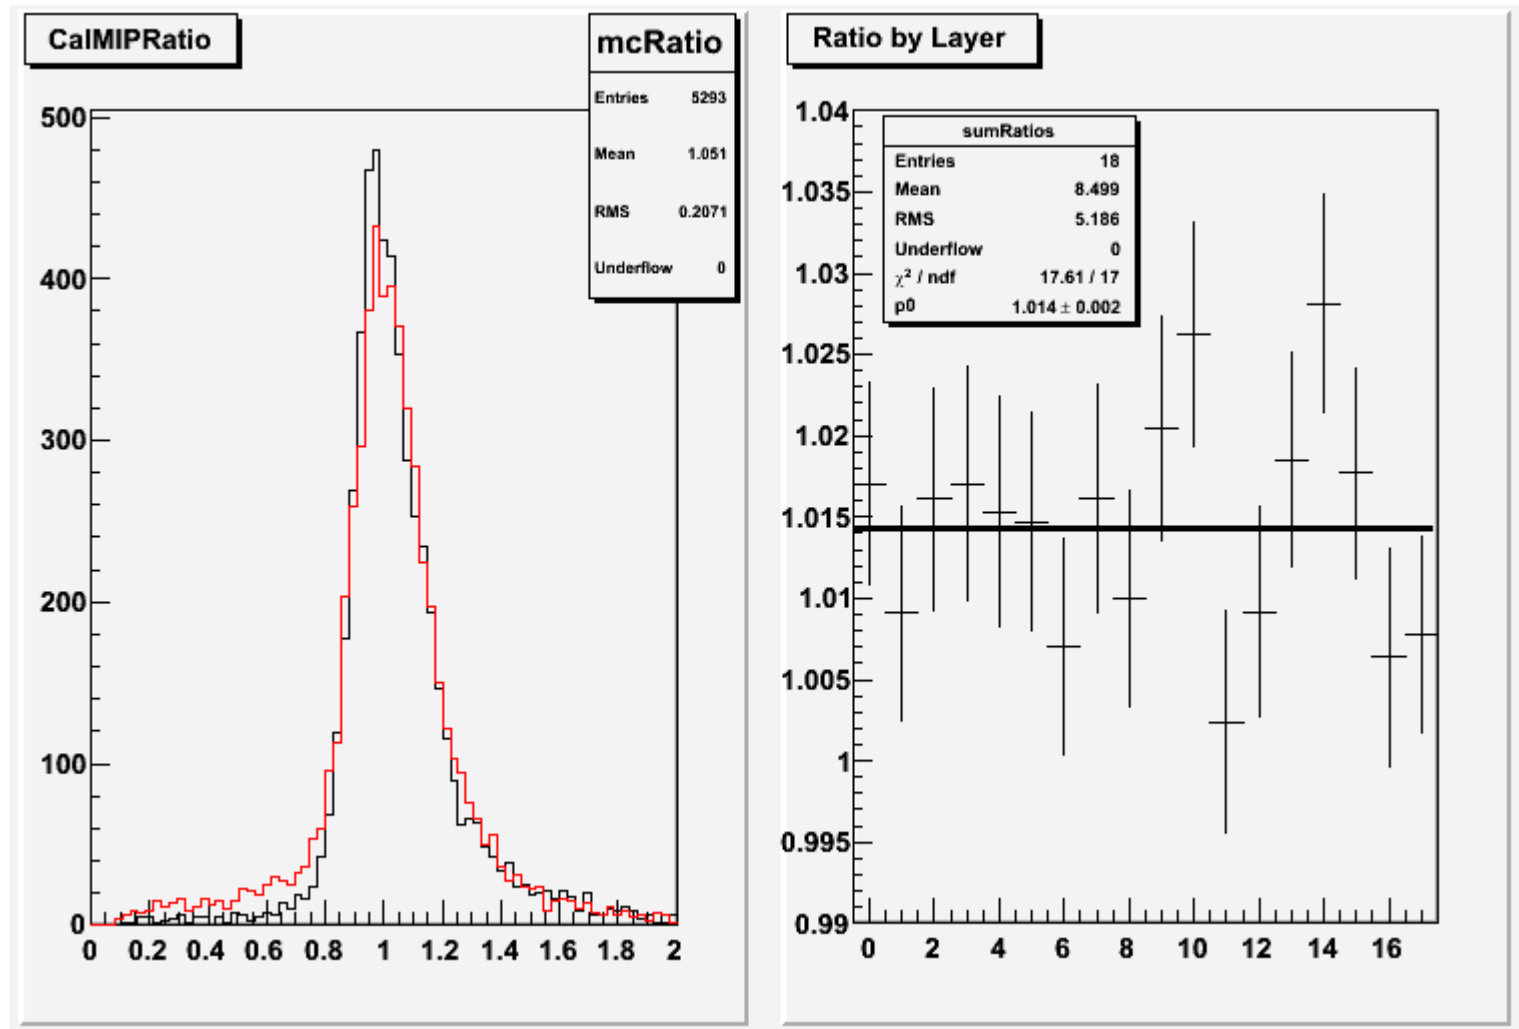 CalMIPRatio
mcRatio
Entries 5293
Mean 1.051
RMS 0.2071
Underflow 0
500
400
300
200
100
0
0 0.2 0.4 0.6 0.8 1 1.2 1.4 1.6 1.8 2
Ratio by Layer
sumRatios
Entries 18
Mean 8.499
RMS 5.186
Underflow 0
χ² / ndf 17.61 / 17
p0 1.014 ± 0.002
1.04
1.035
1.03
1.025
1.02
1.015
1.01
1.005
1
0.995
0.99
0 2 4 6 8 10 12 14 16